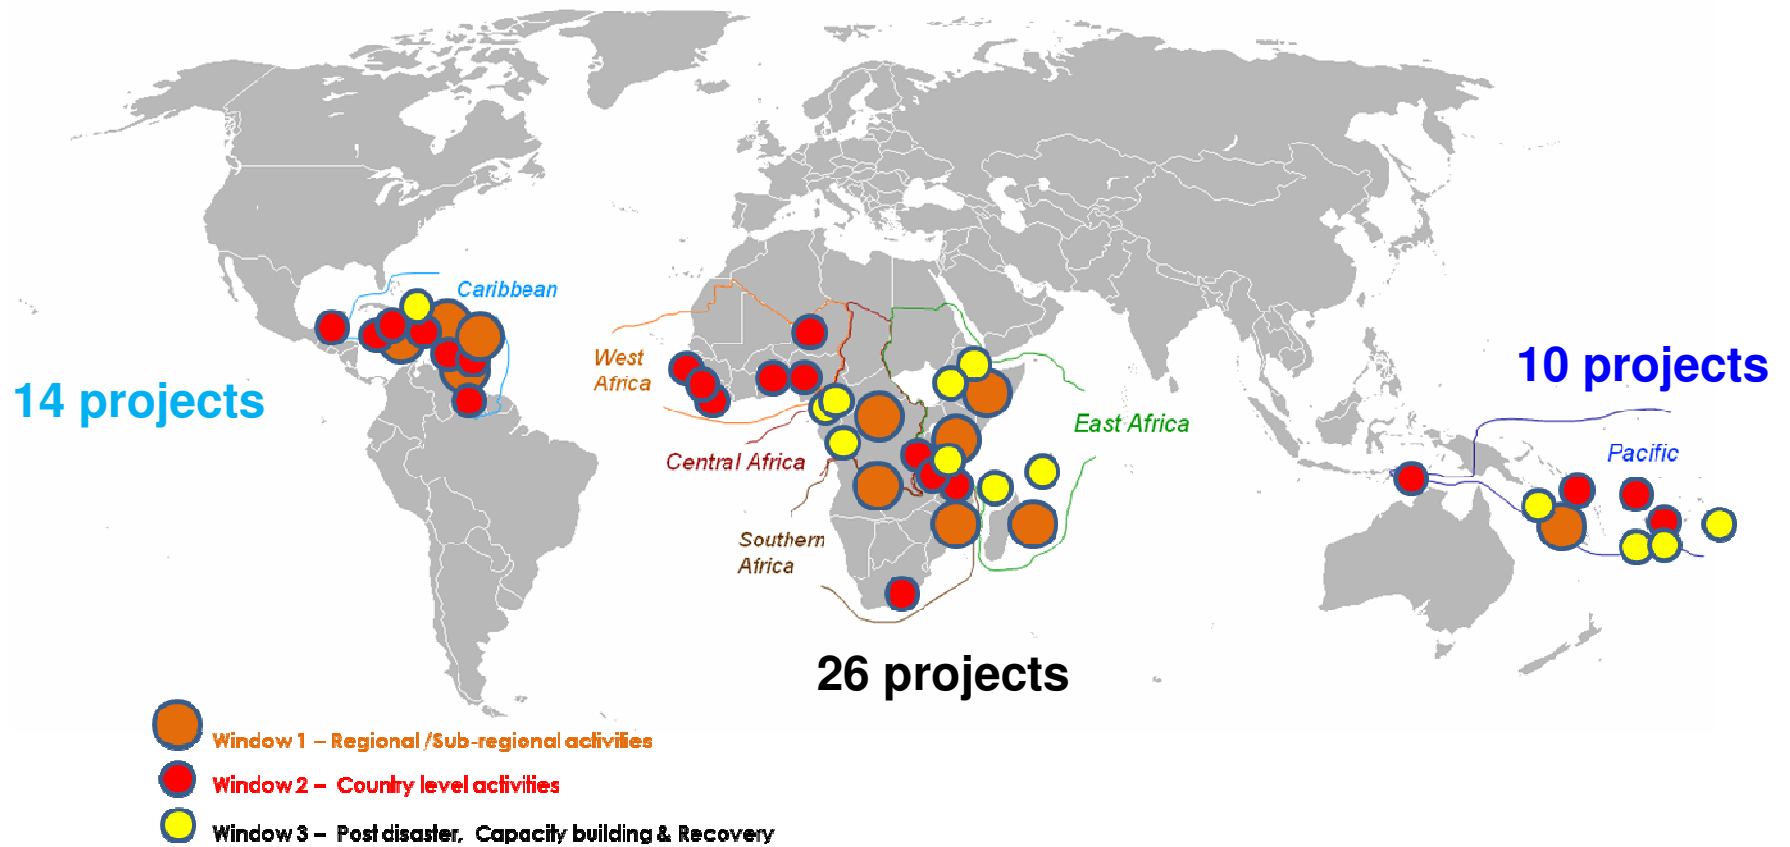 Caribbean
14 projects
West
Africa
Central Africa
East Africa
Southern
Africa
26 projects
10 projects
Pacific
Window 1 – Regional /Sub-regional activities
Window 2 – Country level activities
Window 3 – Post disaster, Capacity building & Recovery